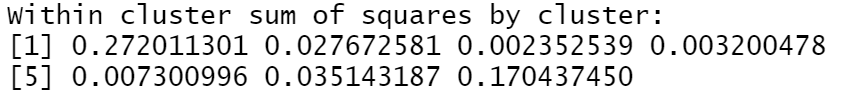 Within cluster sum of squares by cluster:
[1] 0.272011301 0.027672581 0.002352539 0.003200478
[5] 0.007300996 0.035143187 0.170437450